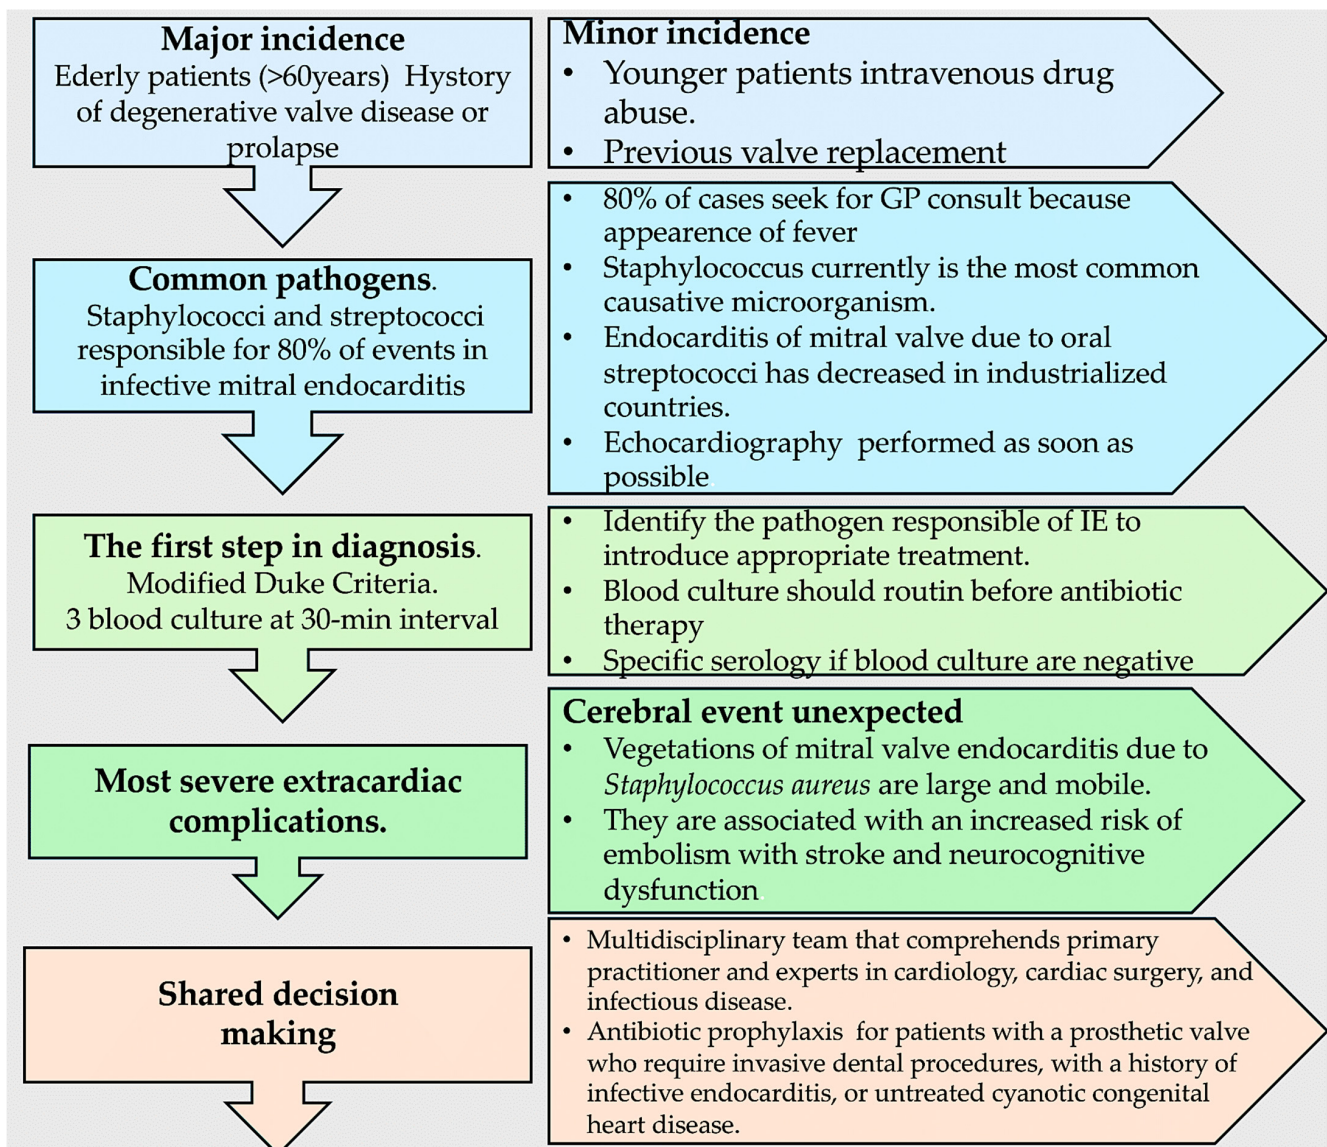 Major incidence
Ederly patients (>60years)  Hystory
of degenerative valve disease or
prolapse
Minor incidence
• Younger patients intravenous drug
abuse.
• Previous valve replacement
Common pathogens.
Staphylococci and streptococci
responsible for 80% of events in
infective mitral endocarditis
• 80% of cases seek for GP consult because
appearence of fever
• Staphylococcus currently is the most common
causative microorganism.
• Endocarditis of mitral valve due to oral
streptococci has decreased in industrialized
countries.
• Echocardiography  performed as soon as
possible
The first step in diagnosis.
Modified Duke Criteria.
3 blood culture at 30-min interval
• Identify the pathogen responsible of IE to
introduce appropriate treatment.
• Blood culture should routin before antibiotic
therapy
• Specific serology if blood culture are negative
Most severe extracardiac
complications.
Cerebral event unexpected
• Vegetations of mitral valve endocarditis due to
Staphylococcus aureus are large and mobile.
• They are associated with an increased risk of
embolism with stroke and neurocognitive
dysfunction.
Shared decision
making
• Multidisciplinary team that comprehends primary
practitioner and experts in cardiology, cardiac surgery, and
infectious disease.
• Antibiotic prophylaxis  for patients with a prosthetic valve
who require invasive dental procedures, with a history of
infective endocarditis, or untreated cyanotic congenital
heart disease.